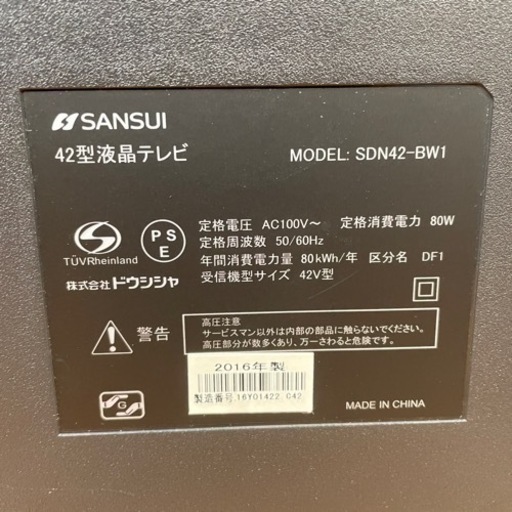 SANSUI
42型液晶テレビ MODEL: SDN42-BW1
TÜVRheinland
PS
E
定格電圧 AC100V～ 定格消費電力 80W
定格周波数 50/60Hz
年間消費電力量 80kWh/年 区分名 DF1
受信機型サイズ 42V型
株式会社ドウシシャ
警告
高圧注意
サービスマン以外は内部の部品に触らないでください。
高圧部分が数多くあり、万一さわると危険です。
2016年製
製造番号.16Y01422 C42
G
MADE IN CHINA